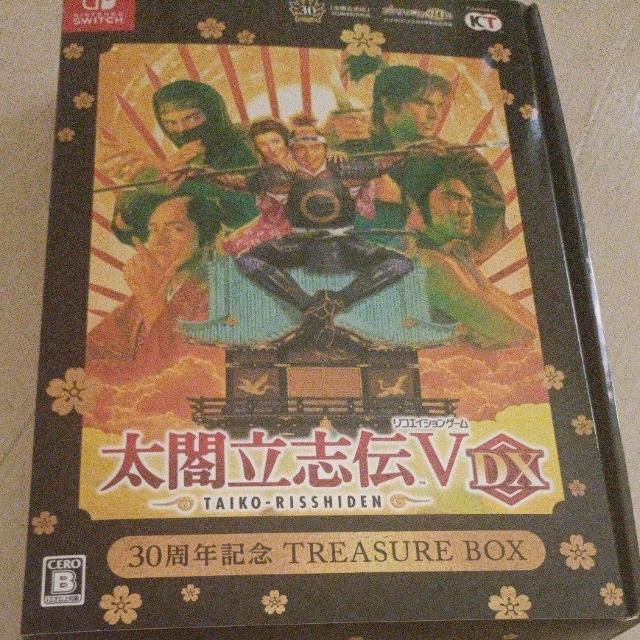 NINTENDO
SWITCH
30
KT
リコエイションゲーム
太閤立志伝V DX
TAIKO-RISSHIDEN
30周年記念 TREASURE BOX
CERO
B